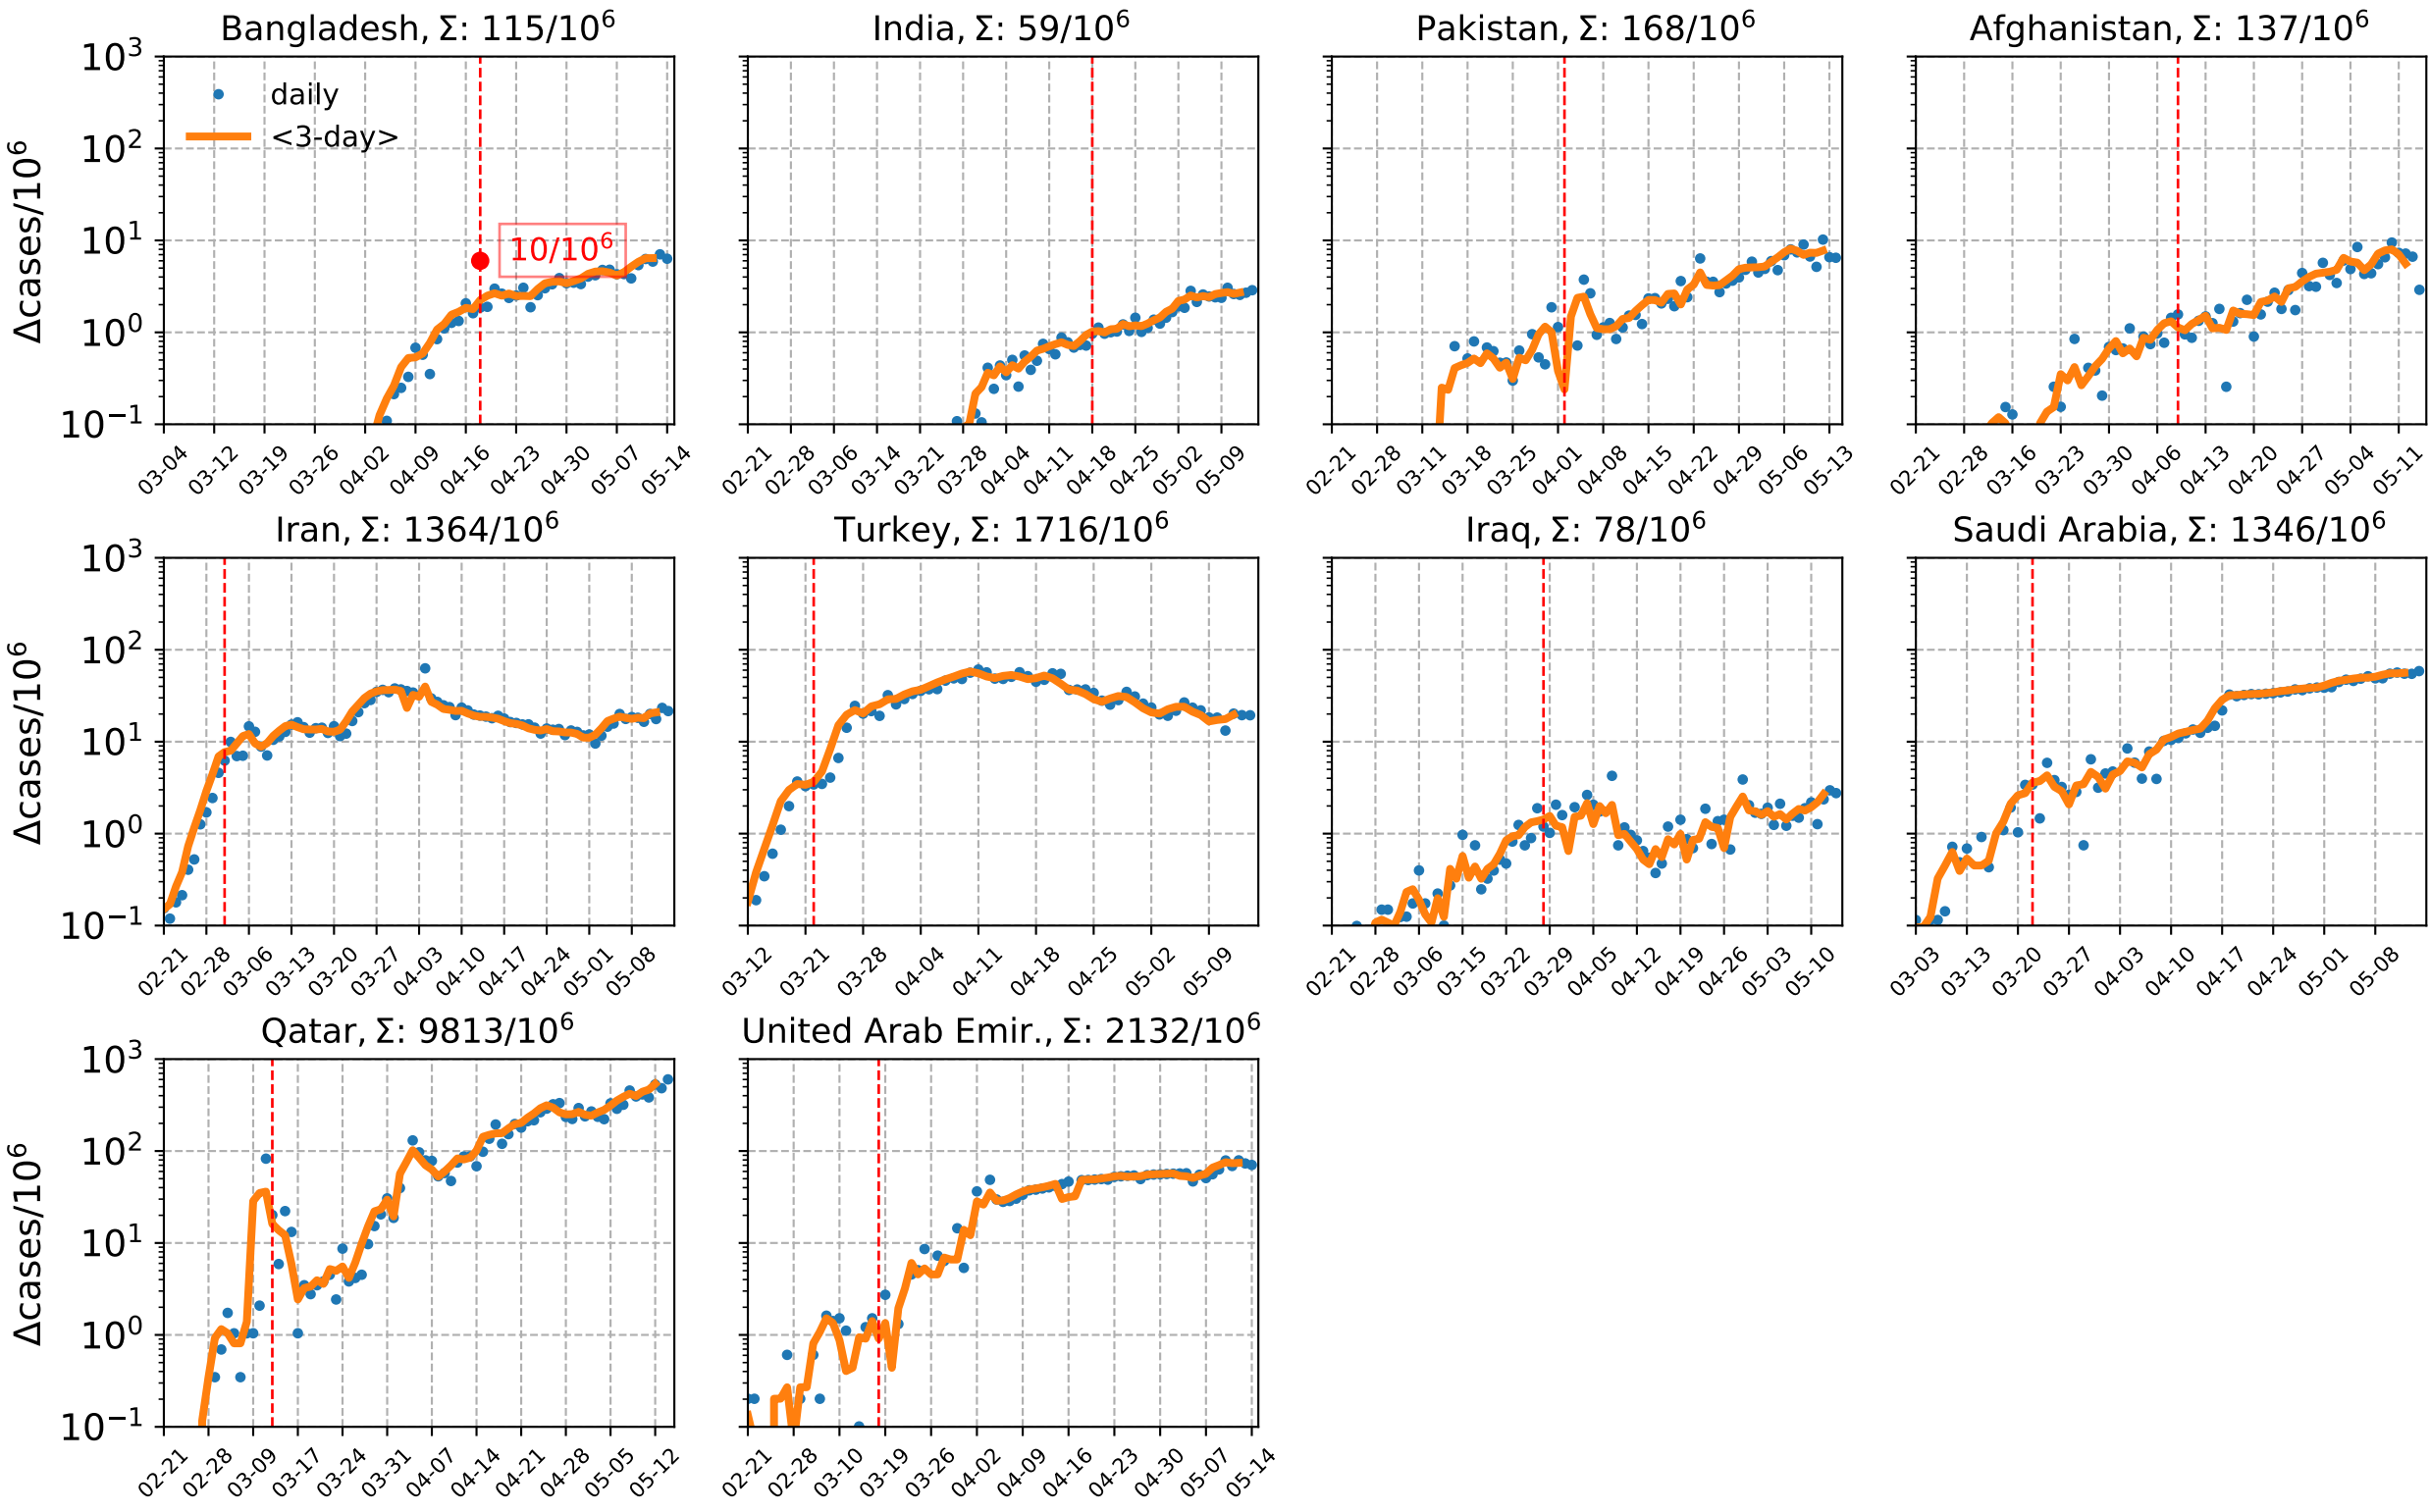 Bangladesh, Σ: 115/10⁶
India, Σ: 59/10⁶
Pakistan, Σ: 168/10⁶
Afghanistan, Σ: 137/10⁶
Δcases/10⁶
10³
10²
10¹
10⁰
10⁻¹
daily
<3-day>
10/10⁶
03-04 03-12 03-19 03-26 04-02 04-09 04-16 04-23 04-30 05-07 05-14
02-21 02-28 03-06 03-14 03-21 03-28 04-04 04-11 04-18 04-25 05-02 05-09
02-21 02-28 03-11 03-18 03-25 04-01 04-08 04-15 04-22 04-29 05-06 05-13
02-21 02-28 03-16 03-23 03-30 04-06 04-13 04-20 04-27 05-04 05-11
Iran, Σ: 1364/10⁶
Turkey, Σ: 1716/10⁶
Iraq, Σ: 78/10⁶
Saudi Arabia, Σ: 1346/10⁶
Δcases/10⁶
10³
10²
10¹
10⁰
10⁻¹
02-21 02-28 03-06 03-13 03-20 03-27 04-03 04-10 04-17 04-24 05-01 05-08
03-12 03-21 03-28 04-04 04-11 04-18 04-25 05-02 05-09
02-21 02-28 03-06 03-15 03-22 03-29 04-05 04-12 04-19 04-26 05-03 05-10
03-03 03-13 03-20 03-27 04-03 04-10 04-17 04-24 05-01 05-08
Qatar, Σ: 9813/10⁶
United Arab Emir., Σ: 2132/10⁶
Δcases/10⁶
10³
10²
10¹
10⁰
10⁻¹
02-21 02-28 03-09 03-17 03-24 03-31 04-07 04-14 04-21 04-28 05-05 05-12
02-21 02-28 03-10 03-19 03-26 04-02 04-09 04-16 04-23 04-30 05-07 05-14